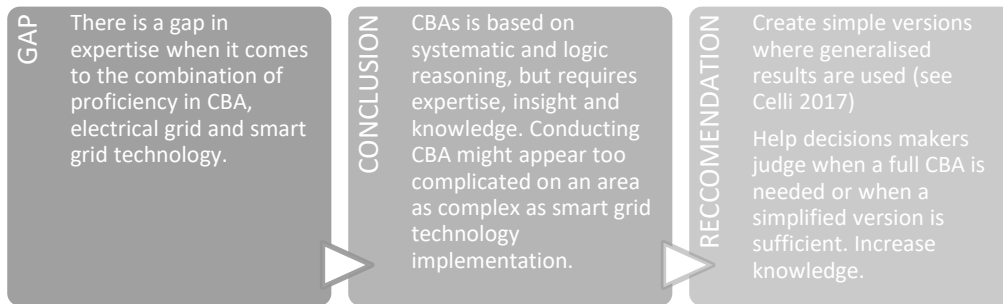 GAP
There is a gap in
expertise when it comes
to the combination of
proficiency in CBA,
electrical grid and smart
grid technology.
CONCLUSION
CBAs is based on
systematic and logic
reasoning, but requires
expertise, insight and
knowledge. Conducting
CBA might appear too
complicated on an area
as complex as smart grid
technology
implementation.
RECCOMENDATION
Create simple versions
where generalised
results are used (see
Celli 2017)
Help decisions makers
judge when a full CBA is
needed or when a
simplified version is
sufficient. Increase
knowledge.